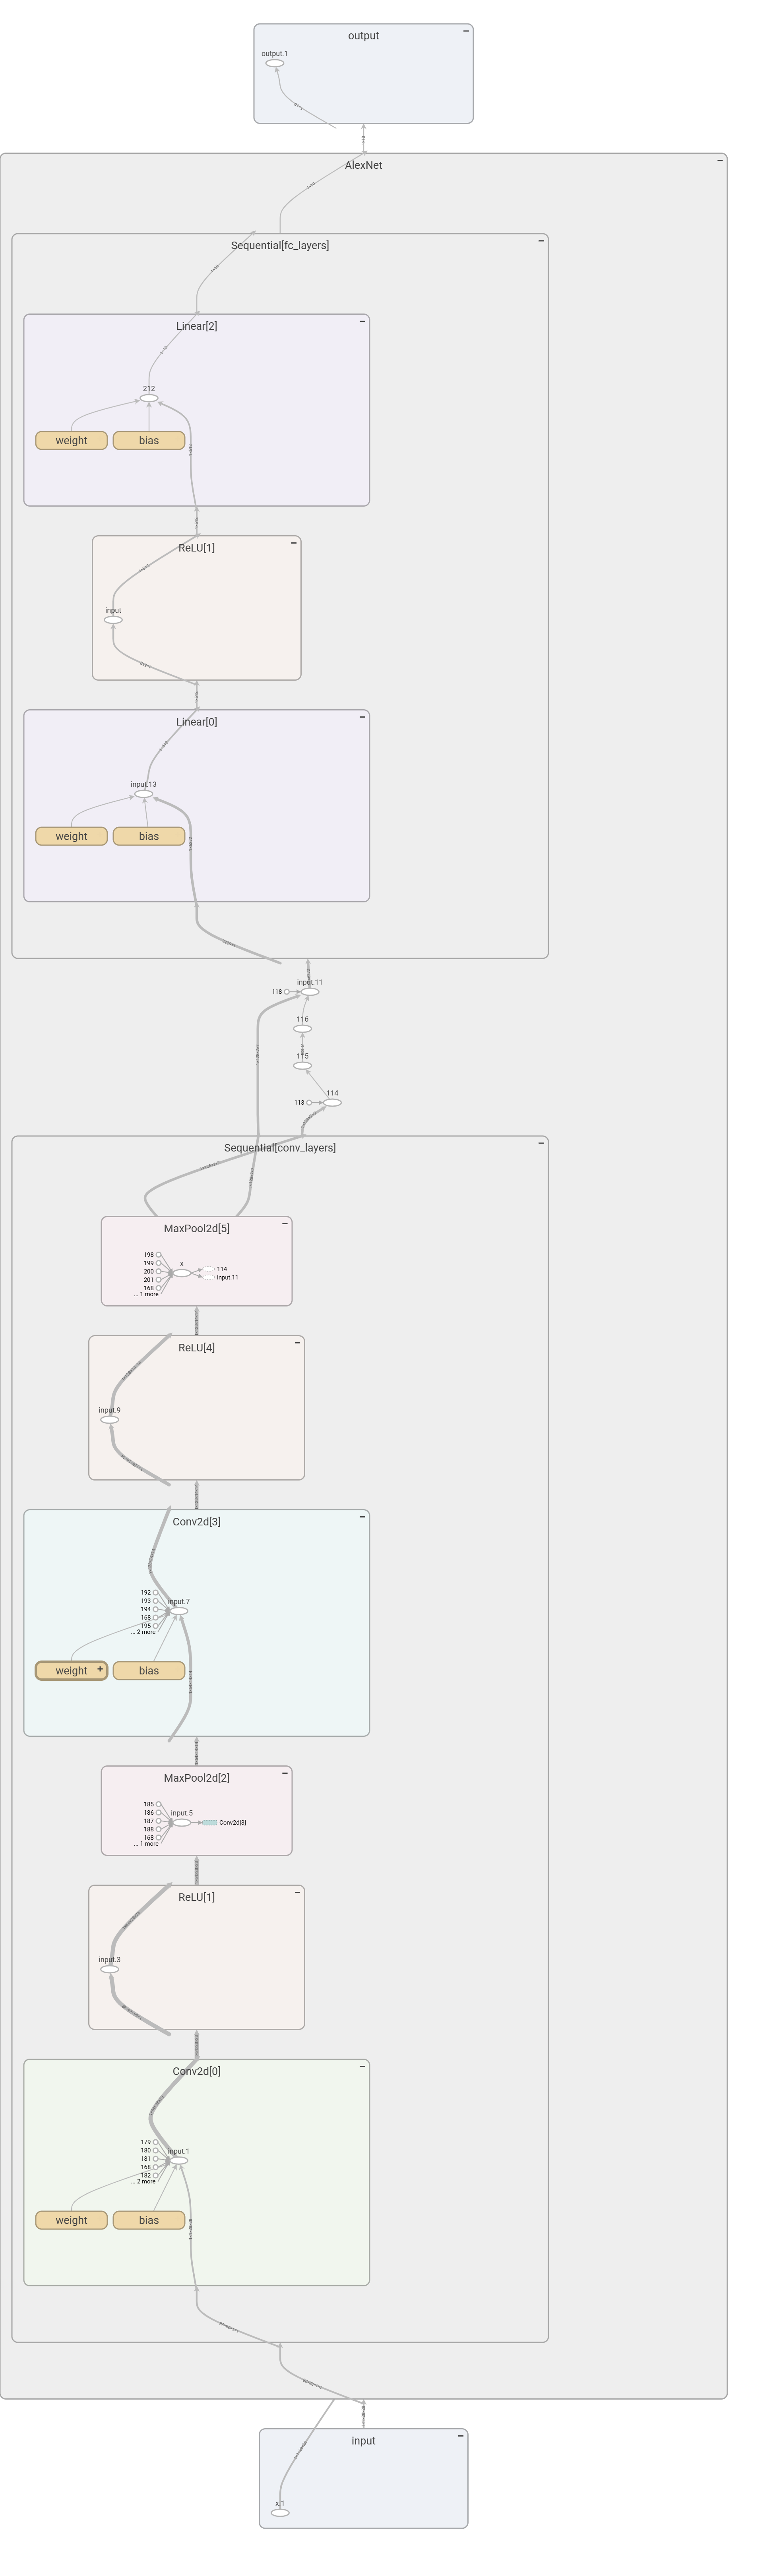 output
output.1
AlexNet
Sequential[fc_layers]
Linear[2]
212
weight
bias
ReLU[1]
input
Linear[0]
input.13
weight
bias
input.11
118
116
115
114
113
Sequential[conv_layers]
MaxPool2d[5]
198
199
200
201
168
... 1 more
x
114
input.11
ReLU[4]
input.9
Conv2d[3]
192
193
194
168
195
... 2 more
input.7
weight
bias
MaxPool2d[2]
185
186
187
188
168
... 1 more
input.5
Conv2d[3]
ReLU[1]
input.3
Conv2d[0]
179
180
181
168
182
... 2 more
input.1
weight
bias
input
x.1